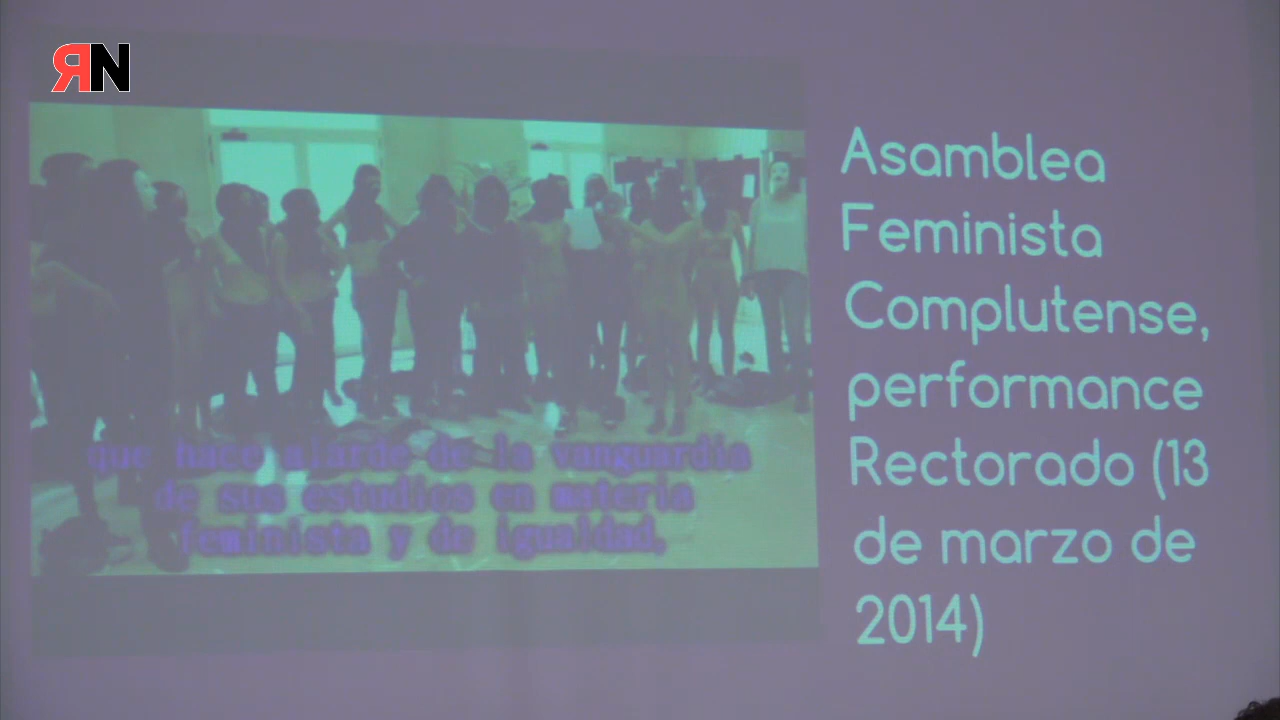 ЯN
Asamblea
Feminista
Complutense,
performance
Rectorado (13
de marzo de
2014)
que hace alarde de la vanguardia
de sus estudios en materia
feminista y de igualdad,